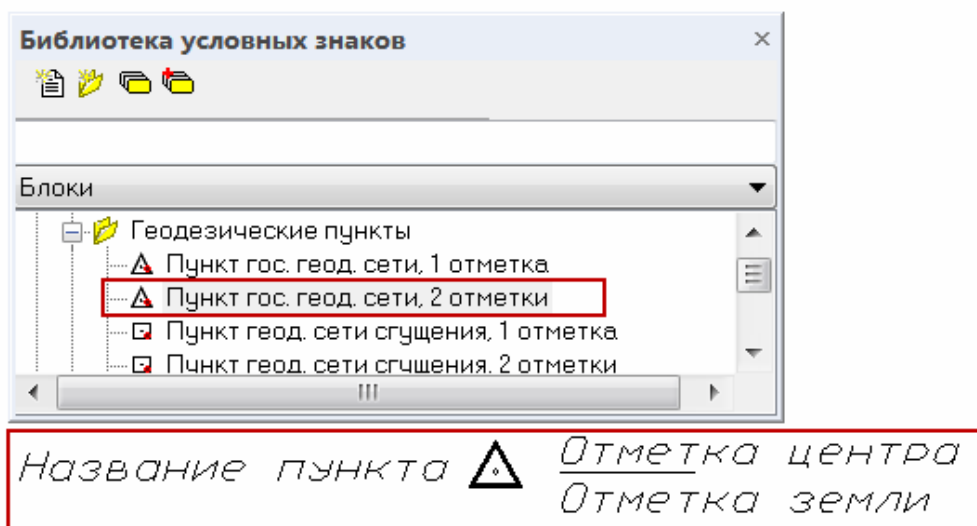 Библиотека условных знаков
Блоки
Геодезические пункты
Пункт гос. геод. сети, 1 отметка
Пункт гос. геод. сети, 2 отметки
Пункт геод. сети сгущения, 1 отметка
Пункт геод. сети сгущения, 2 отметки
Название пункта Отметка центра
Отметка земли